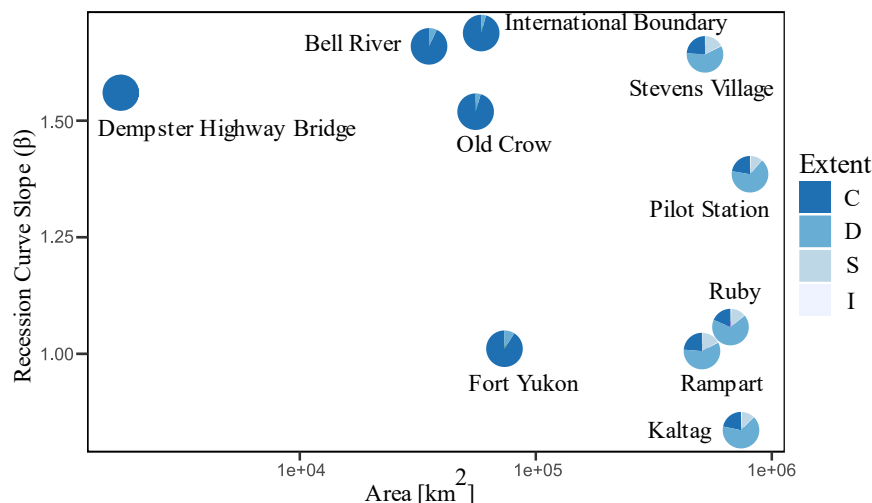 International Boundary
Bell River
Stevens Village
Dempster Highway Bridge
Old Crow
Pilot Station
Ruby
Fort Yukon
Rampart
Kaltag
Recession Curve Slope (β)
1.50
1.25
1.00
1e+04
1e+05
1e+06
Area [km²]
Extent
C
D
S
I